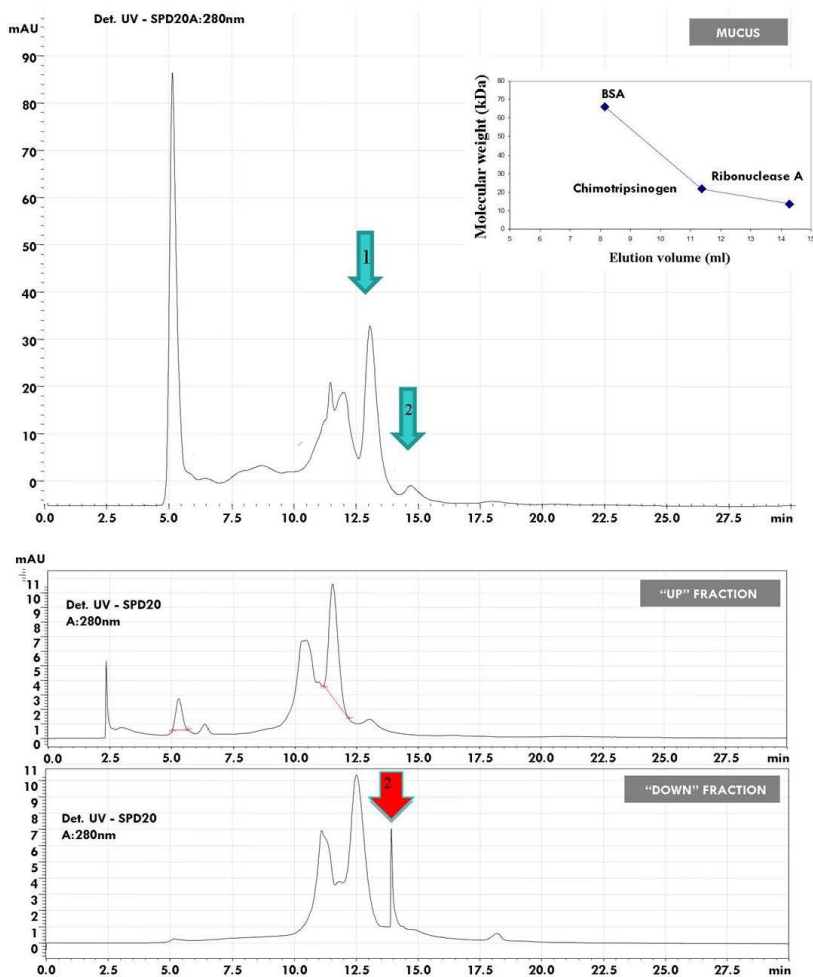 mAU
Det. UV - SPD20A:280nm
MUCUS
90
80
70
60
50
40
30
20
10
0
0.0 5.0 7.5 10.0 12.5 15.0 20.0 22.5 25.0 27.5 min
1
2
Molecular weight (kDa)
80
70
60
50
40
30
20
10
0
BSA
Chimotripsinogen
Ribonuclease A
5 6 7 8 9 10 11 12 13 14 15
Elution volume (ml)
mAU
11
10
9
8
7
6
5
4
3
2
1
0
Det. UV - SPD20
A:280nm
"UP" FRACTION
0.0 2.5 5.0 7.5 10.0 12.5 15.0 17.5 20.0 22.5 25.0 27.5 min
11
10
9
8
7
6
5
4
3
2
1
0
Det. UV - SPD20
A:280nm
2
"DOWN" FRACTION
0.0 2.5 5.0 7.5 10.0 12.5 15.0 17.5 20.0 22.5 25.0 27.5 min